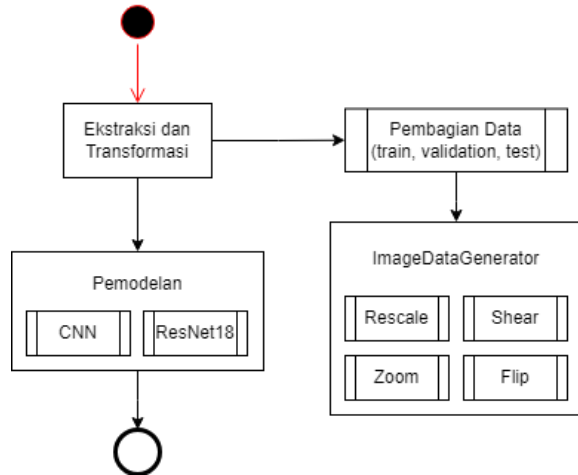 Ekstraksi dan
Transformasi
Pembagian Data
(train, validation, test)
Pemodelan
CNN
ResNet18
ImageDataGenerator
Rescale
Shear
Zoom
Flip